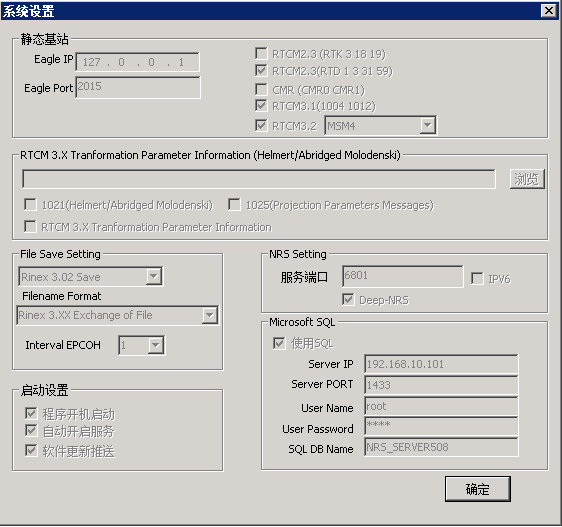 系统设置
静态基站
Eagle IP 127 . 0 . 0 . 1
Eagle Port 2015
RTCM2.3 (RTK 3 18 19)
RTCM2.3(RTD 1 3 31 59)
CMR (CMR0 CMR1)
RTCM3.1(1004 1012)
RTCM3.2 MSM4
RTCM 3.X Tranformation Parameter Information (Helmert/Abridged Molodenski)
浏览
1021(Helmert/Abridged Molodenski) 1025(Projection Parameters Messages)
RTCM 3.X Tranformation Parameter Information
File Save Setting
Rinex 3.02 Save
Filename Format
Rinex 3.XX Exchange of File
Interval EPCOH 1
启动设置
程序开机启动
自动开启服务
软件更新推送
NRS Setting
服务端口 6801 IPV6
Deep-NRS
Microsoft SQL
使用SQL
Server IP 192.168.10.101
Server PORT 1433
User Name root
User Password ****
SQL DB Name NRS_SERVER508
确定